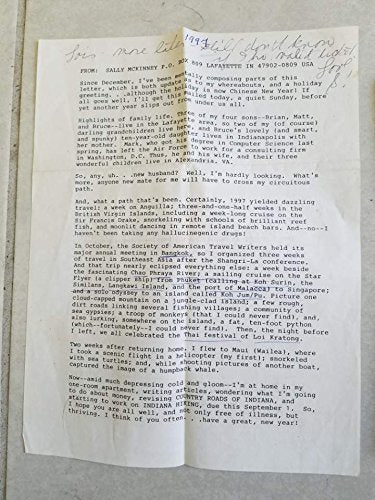 1997
Lois more later still don't know who mailed
FROM: SALLY MCKINNEY P.O. BOX 809 LAFAYETTE IN 47902-0809 USA
Since December, I've been mentally composing parts of this
letter, which is both update as to my whereabouts, and a holiday
greeting. . .although the holiday is now Chinese New Year! If
all goes well, I'll get this mailed today, a quiet Sunday, before
yet another year slips out from under us all.
Highlights of family life. Three of my four sons--Brian, Matt,
and Bruce--live in the Lafayette area, so two of my (of course)
darling grandchildren live here, and Bruce's lovely (and smart,
and spunky) ten-year-old daughter lives in Indianapolis with
her mother. Mark, who got his degree in Computer Science last
spring, has left the Air Force to work for a consulting firm
in Washington, D.C. Thus, he and his wife, and their three
wonderful children live in Alexandria, VA.
So, any, uh. . .new husband? Well, I'm hardly looking. What's
more, anyone new mate for me will have to cross my circuitous
path.
And, what a path that's been. Certainly, 1997 yielded dazzling
travel: a week on Anguilla; three-and-one-half weeks in the
British Virgin Islands, including a week-long cruise on the
Sir Francis Drake, snorkeling with schools of brilliant reef
fish, and moonlit dancing in remote island beach bars. And--no--I
haven't been taking any hallucinogenic drugs!
In October, the Society of American Travel Writers held its
major annual meeting in Bangkok, so I organized three weeks
of travel in Southeast Asia after the Shangri-La conference.
And that trip nearly eclipsed everything else: a week beside
the fascinating Chao Phraya River; a sailing cruise on the Star
Flyer (a clipper ship) from Phuket (calling at Koh Surin, the
Similans, Langkawi Island, and the port of Malacca) to Singapore;
and a solo odyssey to an island called Koh Jum/Pu. Picture one
cloud-capped mountain on a jungle-clad island; a few rough,
dirt roads linking several fishing villages; a community of
sea gypsies; a troop of monkeys (that I could never find), and,
also lurking, somewhere on the island, a fat, ten-foot python
(which--fortunately--I could never find). Then, the night before
I left, we all celebrated the Thai festival of Loi Kratong.
Two weeks after returning home, I flew to Maui (Wailea), where
I took a scenic flight in a helicopter (my first); snorkeled
with sea turtles; and, while shooting pictures of another boat,
captured the image of a humpback whale.
Now--amid much depressing cold and gloom--I'm at home in my
one-room apartment, writing articles, wondering what I'm going
to do about money, revising COUNTRY ROADS OF INDIANA, and
starting to work on INDIANA HIKING, due this September 1. So,
I hope you are all well, and not only free of illness, but
thriving. I think of you often. . .have a great, new year!